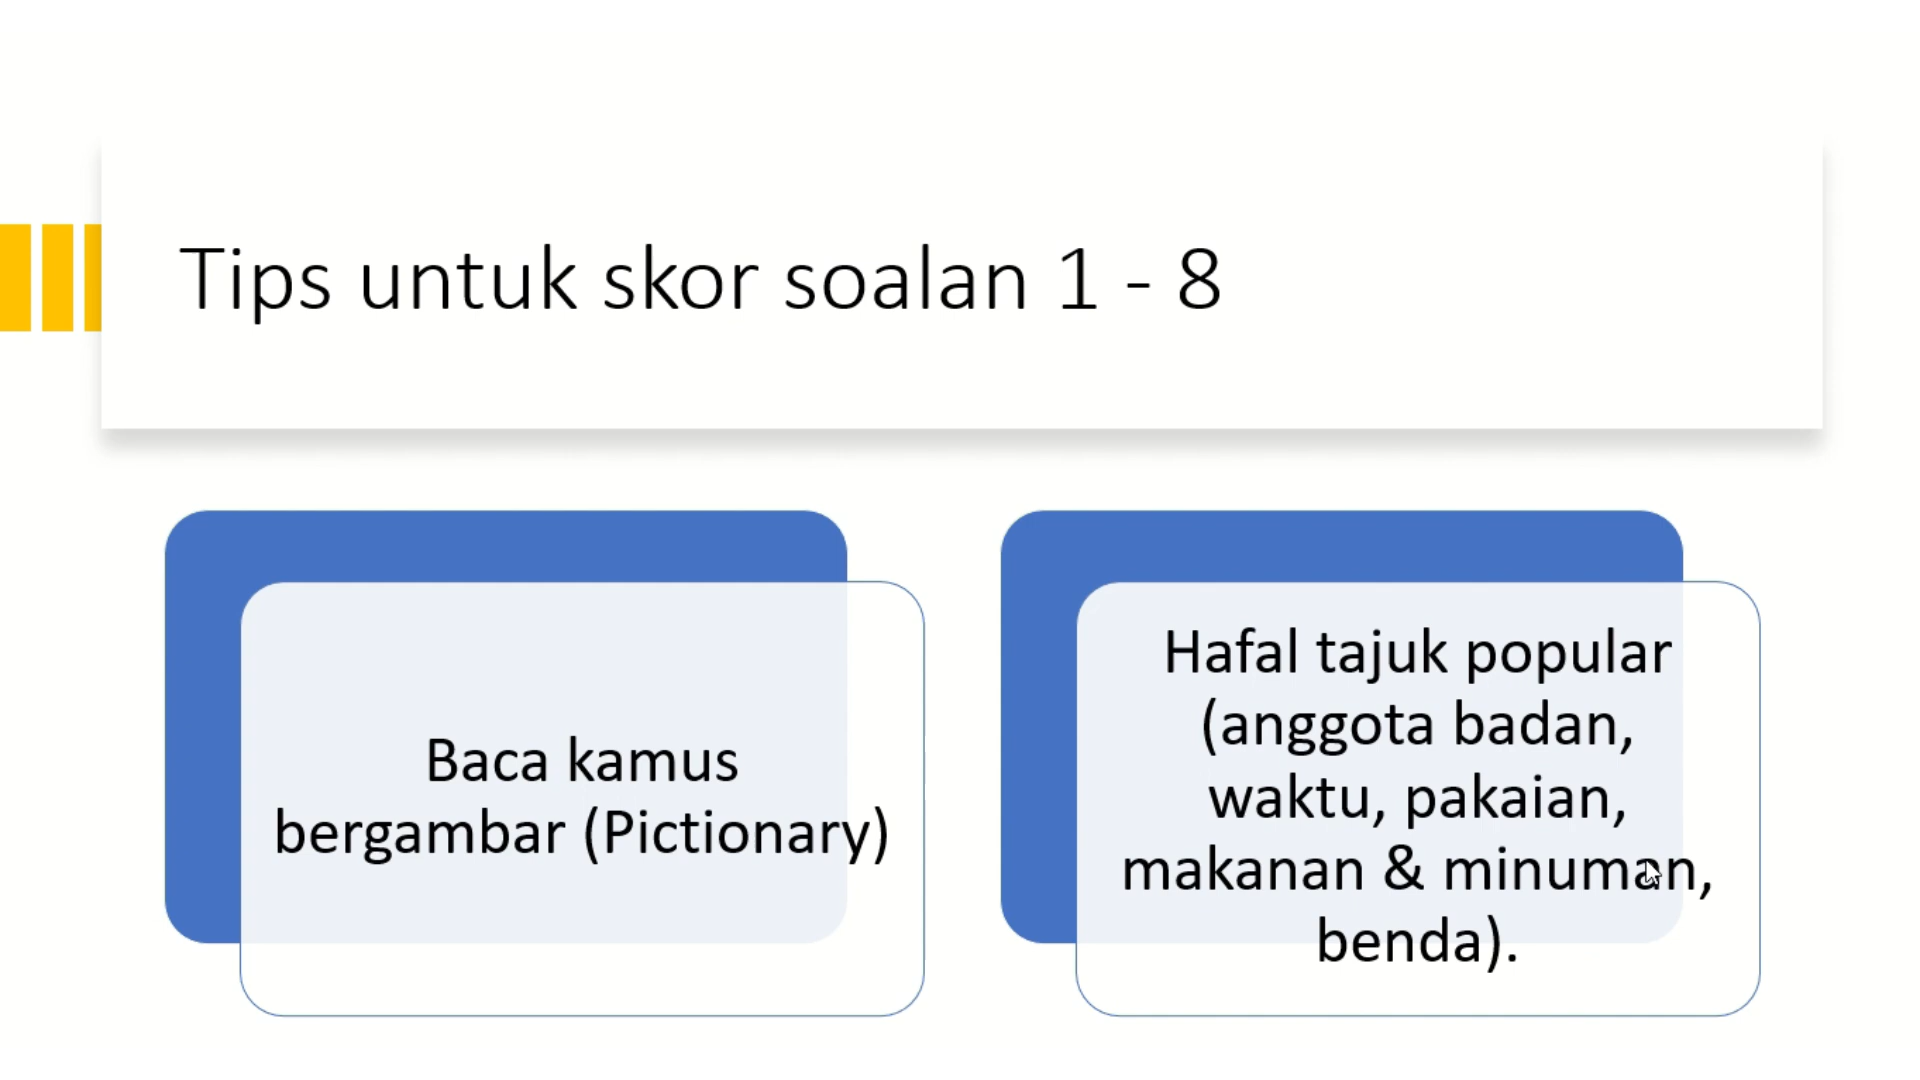 Tips untuk skor soalan 1 - 8
Baca kamus
bergambar (Pictionary)
Hafal tajuk popular
(anggota badan,
waktu, pakaian,
makanan & minuman,
benda).